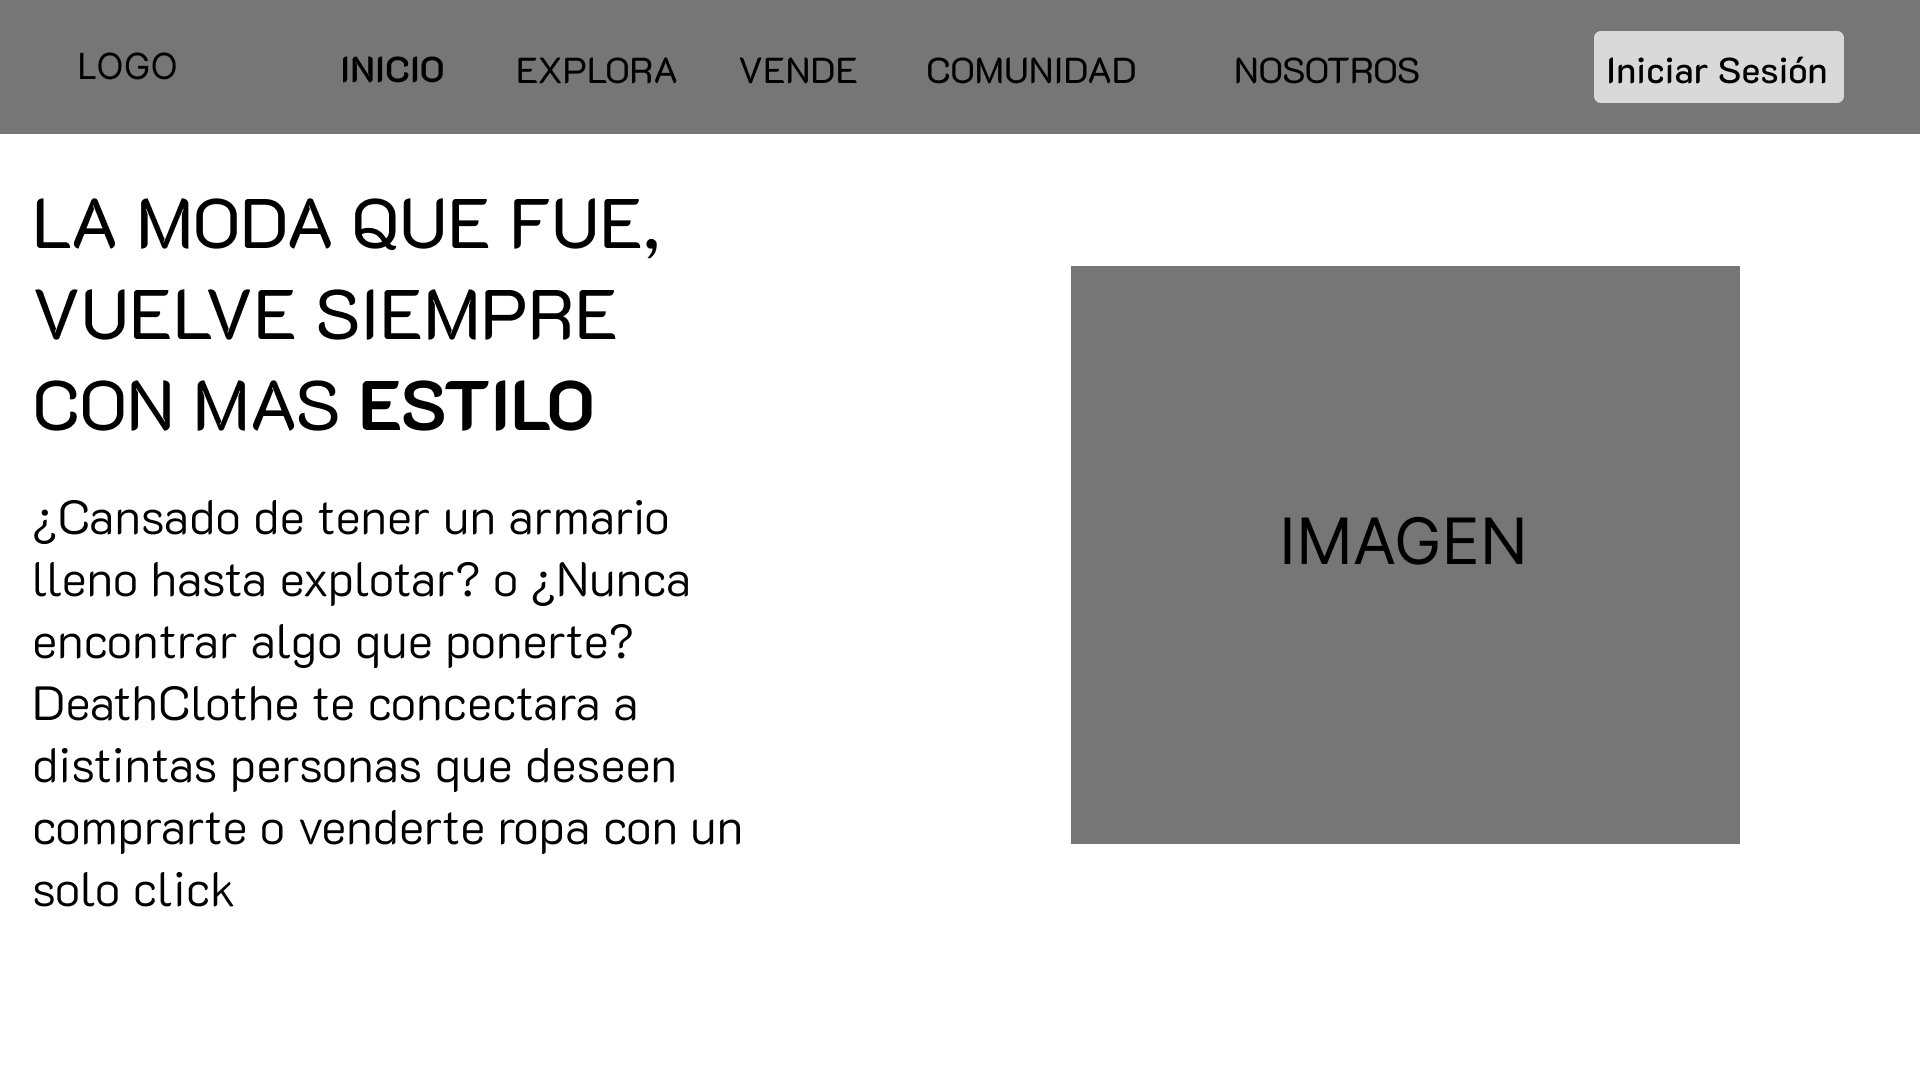 LOGO
INICIO EXPLORA VENDE COMUNIDAD NOSOTROS Iniciar Sesión
LA MODA QUE FUE,
VUELVE SIEMPRE
CON MAS ESTILO
¿Cansado de tener un armario
lleno hasta explotar? o ¿Nunca
encontrar algo que ponerte?
DeathClothe te concectara a
distintas personas que deseen
comprarte o venderte ropa con un
solo click
IMAGEN